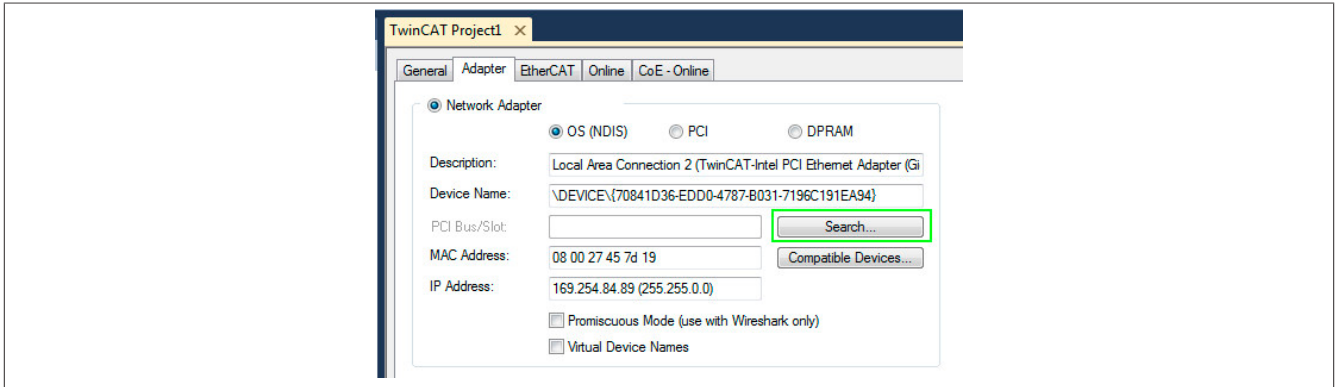 TwinCAT Project1
General Adapter EtherCAT Online CoE - Online
Network Adapter
OS (NDIS) PCI DPRAM
Description: Local Area Connection 2 (TwinCAT-Intel PCI Ethernet Adapter (Gi
Device Name: \DEVICE\{70841D36-EDD0-4787-B031-7196C191EA94}
PCI Bus/Slot: Search...
MAC Address: 08 00 27 45 7d 19 Compatible Devices...
IP Address: 169.254.84.89 (255.255.0.0)
Promiscuous Mode (use with Wireshark only)
Virtual Device Names